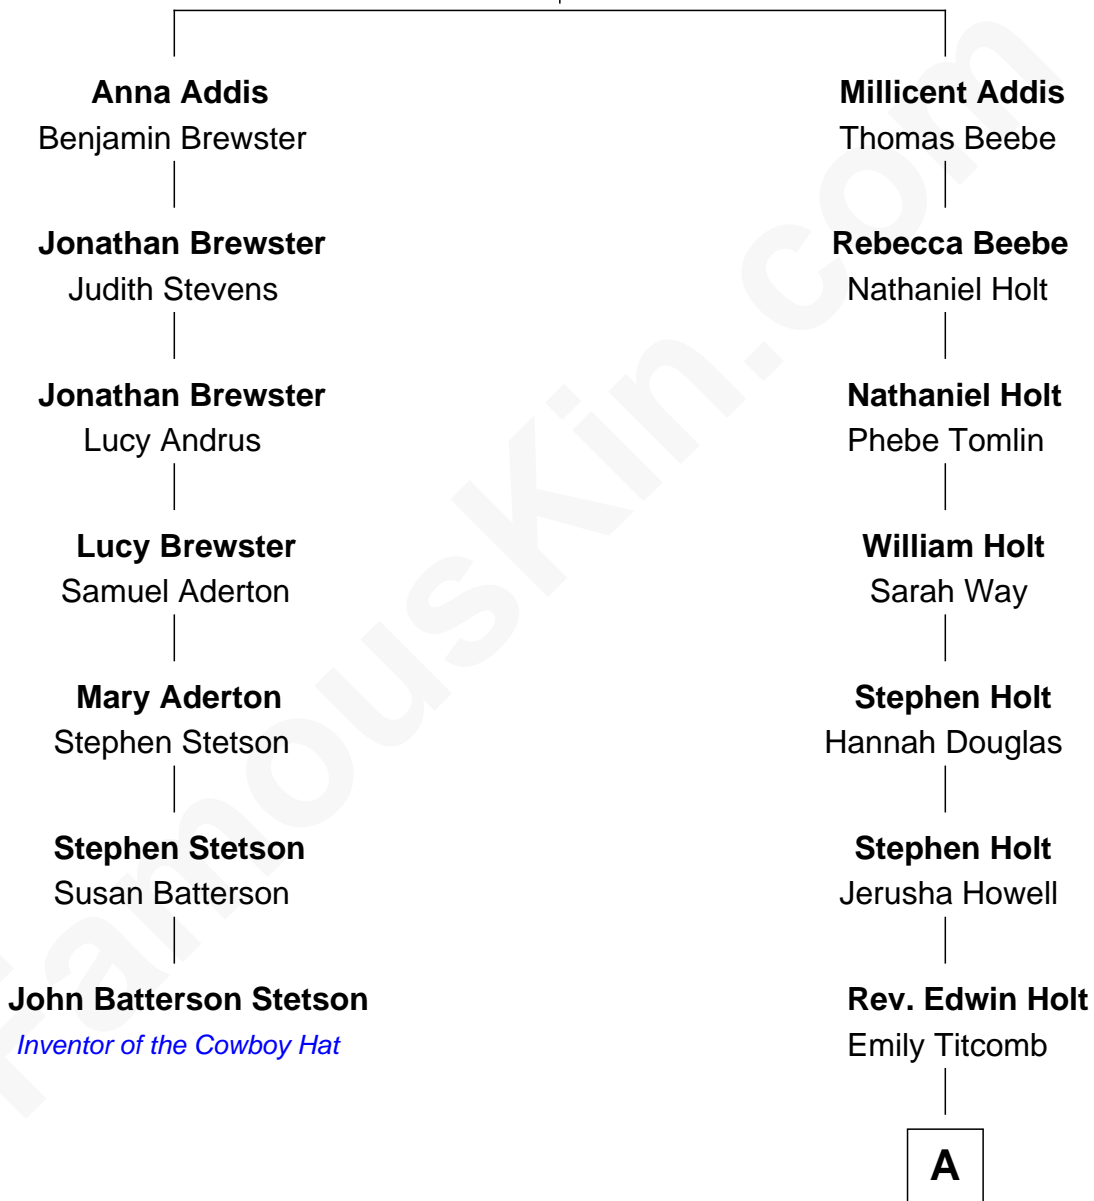 Anna Addis
Benjamin Brewster
Jonathan Brewster
Judith Stevens
Jonathan Brewster
Lucy Andrus
Lucy Brewster
Samuel Aderton
Mary Aderton
Stephen Stetson
Stephen Stetson
Susan Batterson
John Batterson Stetson
Inventor of the Cowboy Hat
Millicent Addis
Thomas Beebe
Rebecca Beebe
Nathaniel Holt
Nathaniel Holt
Phebe Tomlin
William Holt
Sarah Way
Stephen Holt
Hannah Douglas
Stephen Holt
Jerusha Howell
Rev. Edwin Holt
Emily Titcomb
A
FamousKin.com